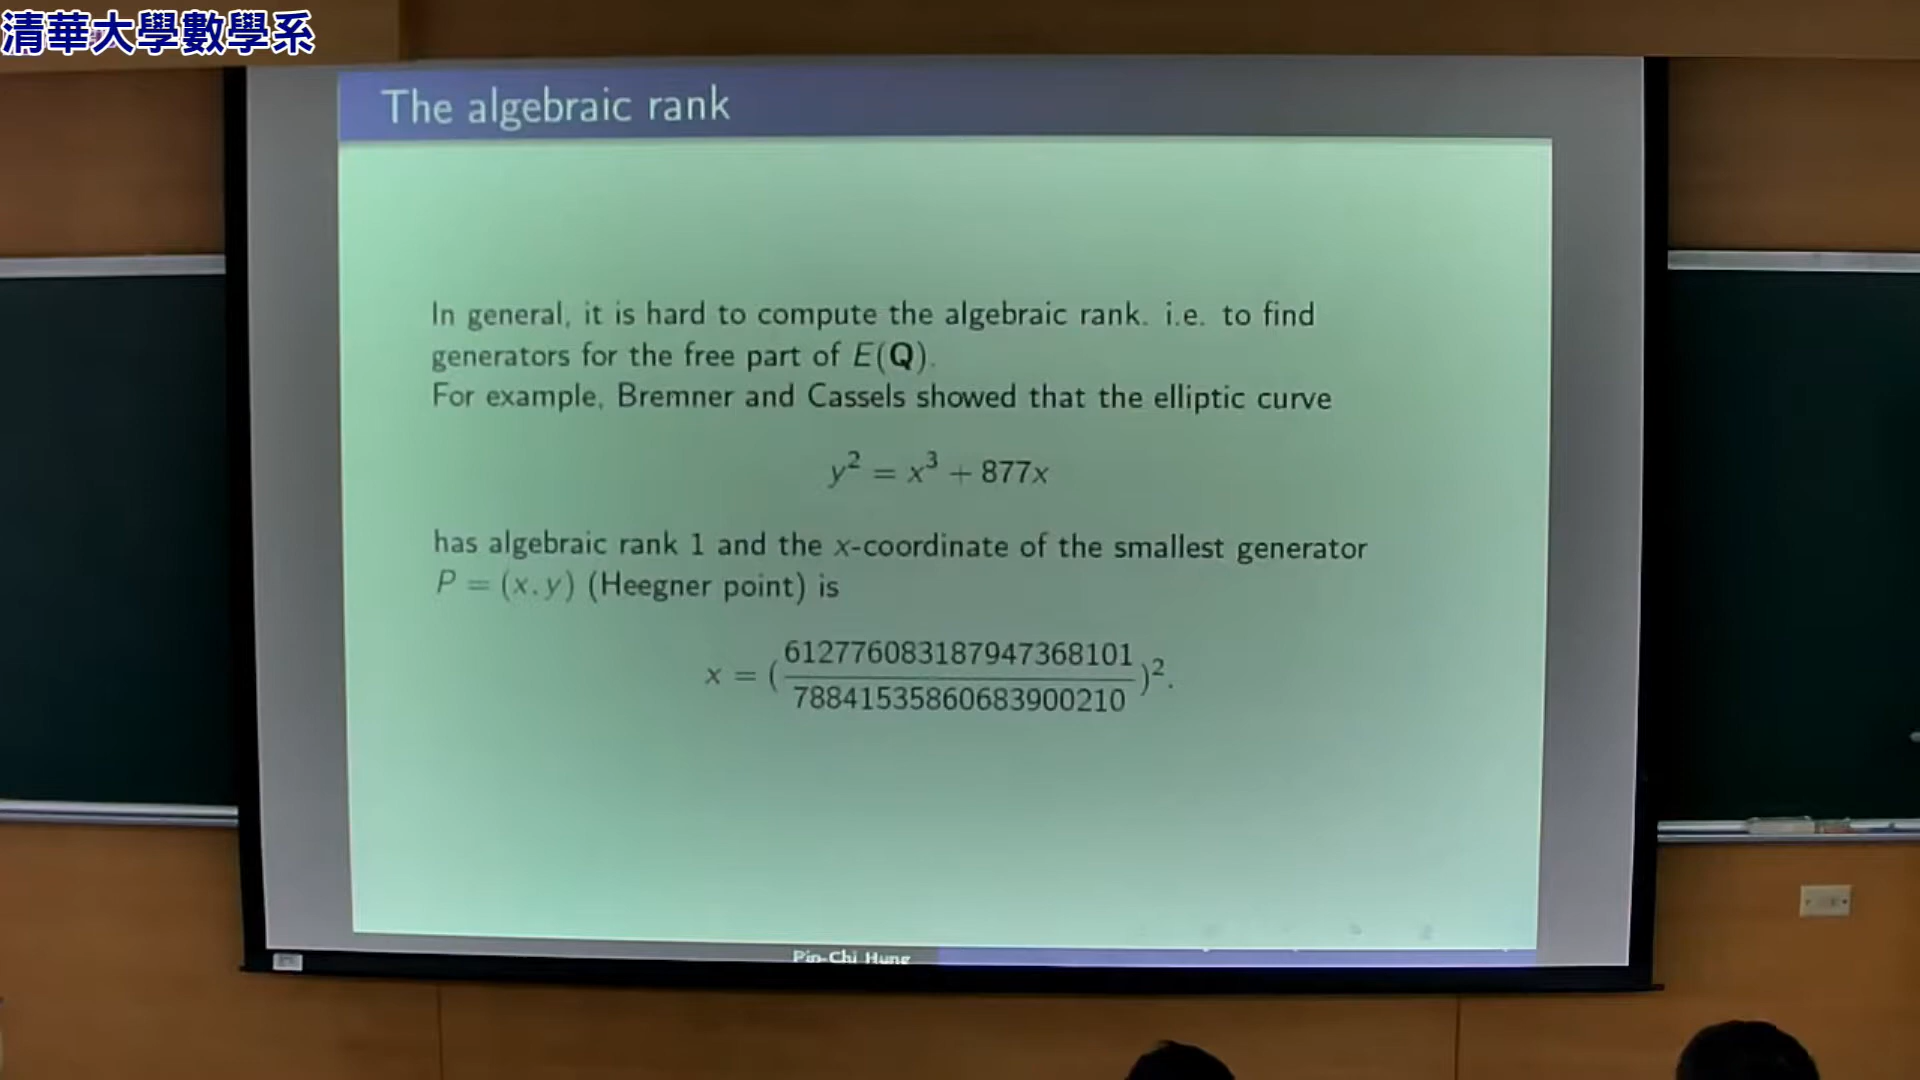 清華大學數學系
The algebraic rank
In general, it is hard to compute the algebraic rank. i.e. to find
generators for the free part of E(Q).
For example, Bremner and Cassels showed that the elliptic curve
y² = x³ + 877x
has algebraic rank 1 and the x-coordinate of the smallest generator
P = (x, y) (Heegner point) is
x = (612776083187947368101 / 78841535860683900210)².
Pin-Chi Hung